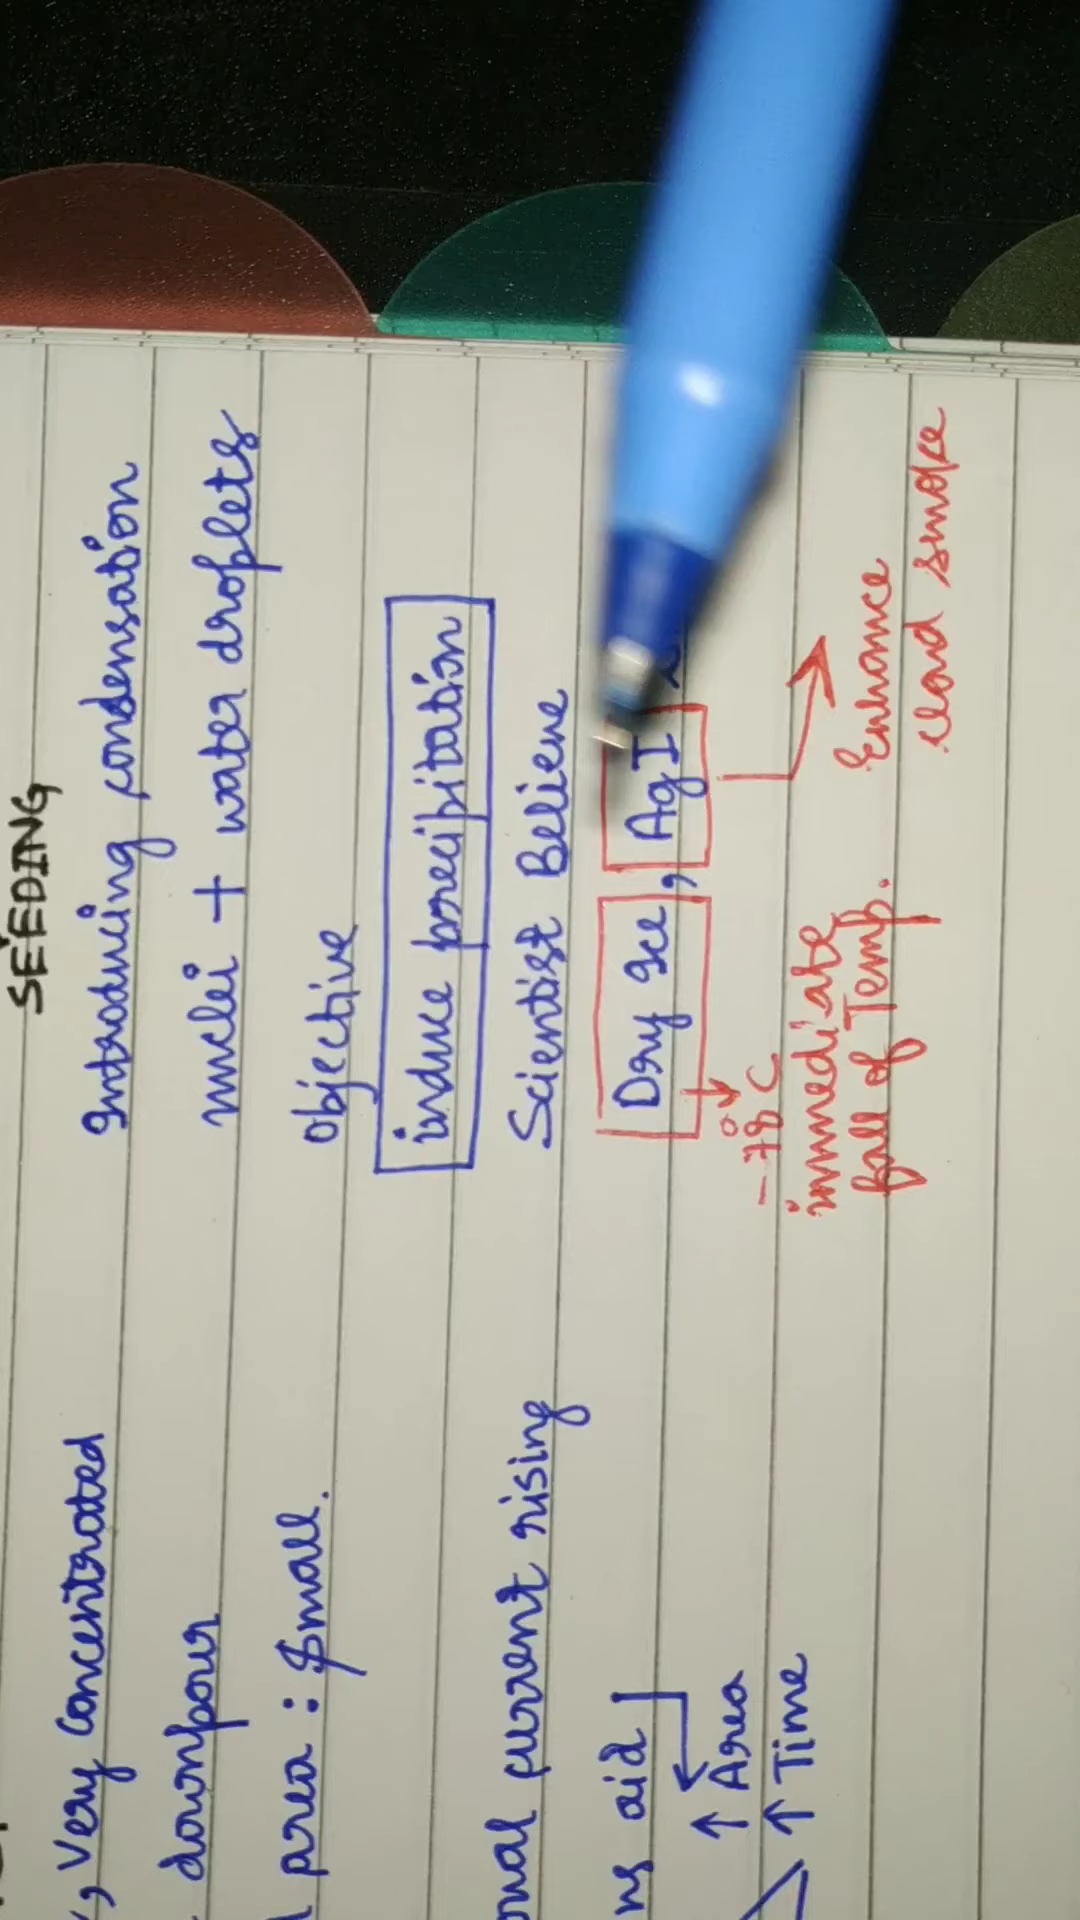 , Very concentrated
downpour
area : Small.
current rising
aid
↑ Area
↑ Time
SEEDING
Introducing condensation
nuclei + water droplets
Objective
induce precipitation
Scientist Believe
Dry Ice, AgI
-78°C
immediate
fall of Temp.
Enhance
cloud smoke